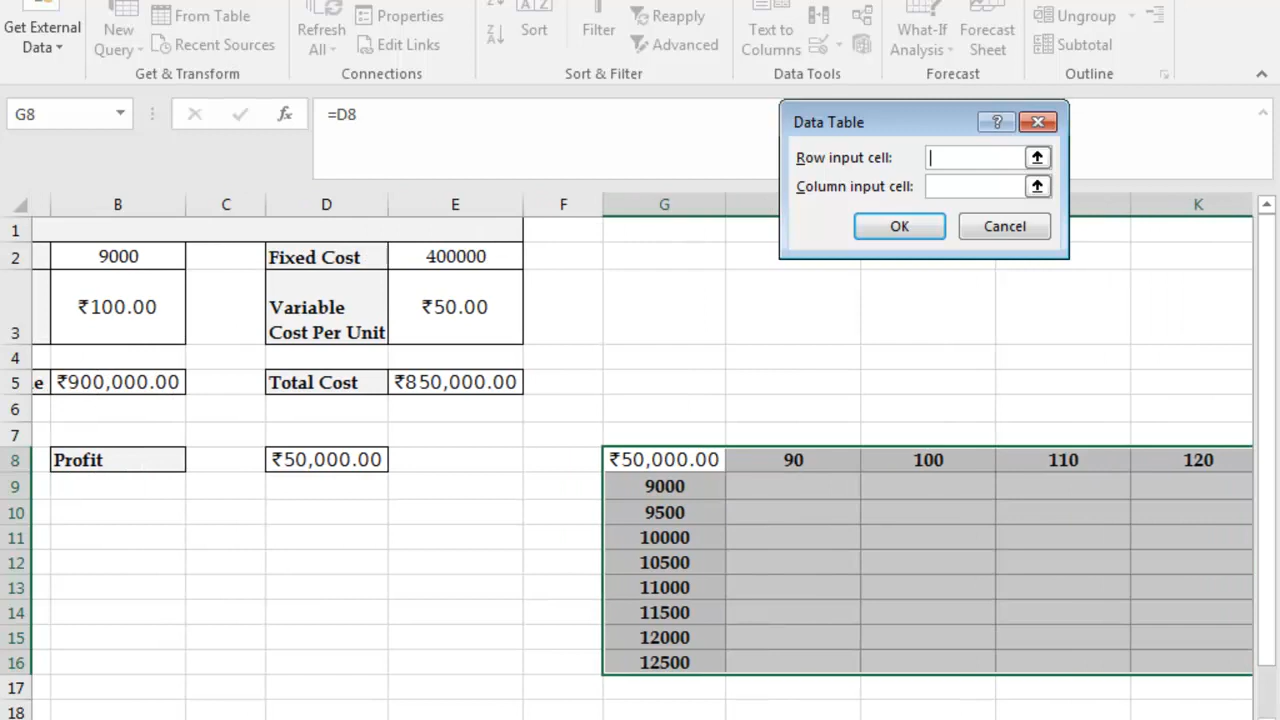 Get External
Data
From Table
New
Query
Recent Sources
Get & Transform
Refresh
All
Properties
Edit Links
Connections
Sort
Filter
Reapply
Advanced
Sort & Filter
Text to
Columns
Data Tools
What-If
Analysis
Forecast
Sheet
Forecast
Ungroup
Subtotal
Outline
G8
fx
=D8
Data Table
?
Row input cell:
Column input cell:
OK
Cancel
B C D E F G K
1
2 9000 Fixed Cost 400000
3 ₹100.00 Variable
Cost Per Unit ₹50.00
4
5 e ₹900,000.00 Total Cost ₹850,000.00
6
7
8 Profit ₹50,000.00 ₹50,000.00 90 100 110 120
9 9000
10 9500
11 10000
12 10500
13 11000
14 11500
15 12000
16 12500
17
18